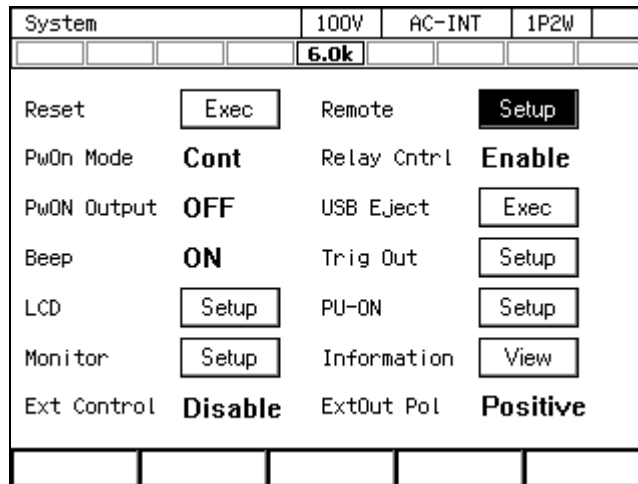 System 100V AC-INT 1P2W
6.0k
Reset Exec Remote Setup
PwOn Mode Cont Relay Cntrl Enable
PwON Output OFF USB Eject Exec
Beep ON Trig Out Setup
LCD Setup PU-ON Setup
Monitor Setup Information View
Ext Control Disable ExtOut Pol Positive